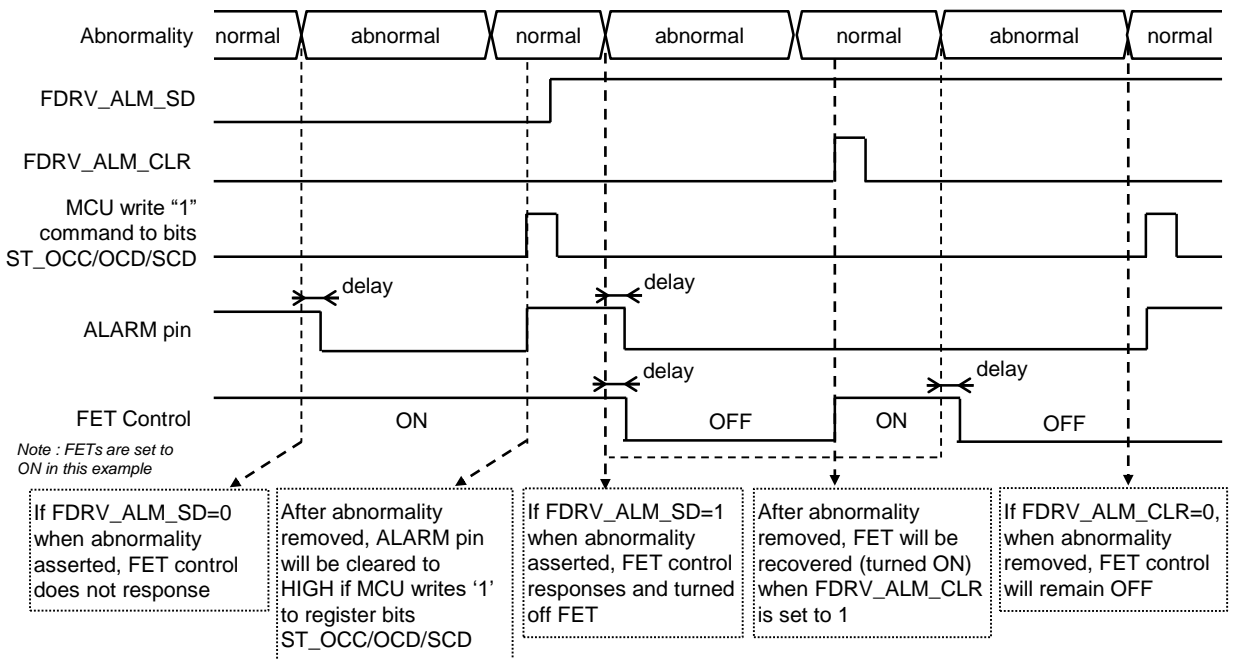 Abnormality normal abnormal normal abnormal normal abnormal normal
FDRV_ALM_SD
FDRV_ALM_CLR
MCU write “1”
command to bits
ST_OCC/OCD/SCD
delay
delay
ALARM pin
delay
delay
FET Control
ON
OFF
ON
OFF
Note : FETs are set to
ON in this example
If FDRV_ALM_SD=0
when abnormality
asserted, FET control
does not response
After abnormality
removed, ALARM pin
will be cleared to
HIGH if MCU writes ‘1’
to register bits
ST_OCC/OCD/SCD
If FDRV_ALM_SD=1
when abnormality
asserted, FET control
responses and turned
off FET
After abnormality
removed, FET will be
recovered (turned ON)
when FDRV_ALM_CLR
is set to 1
If FDRV_ALM_CLR=0,
when abnormality
removed, FET control
will remain OFF